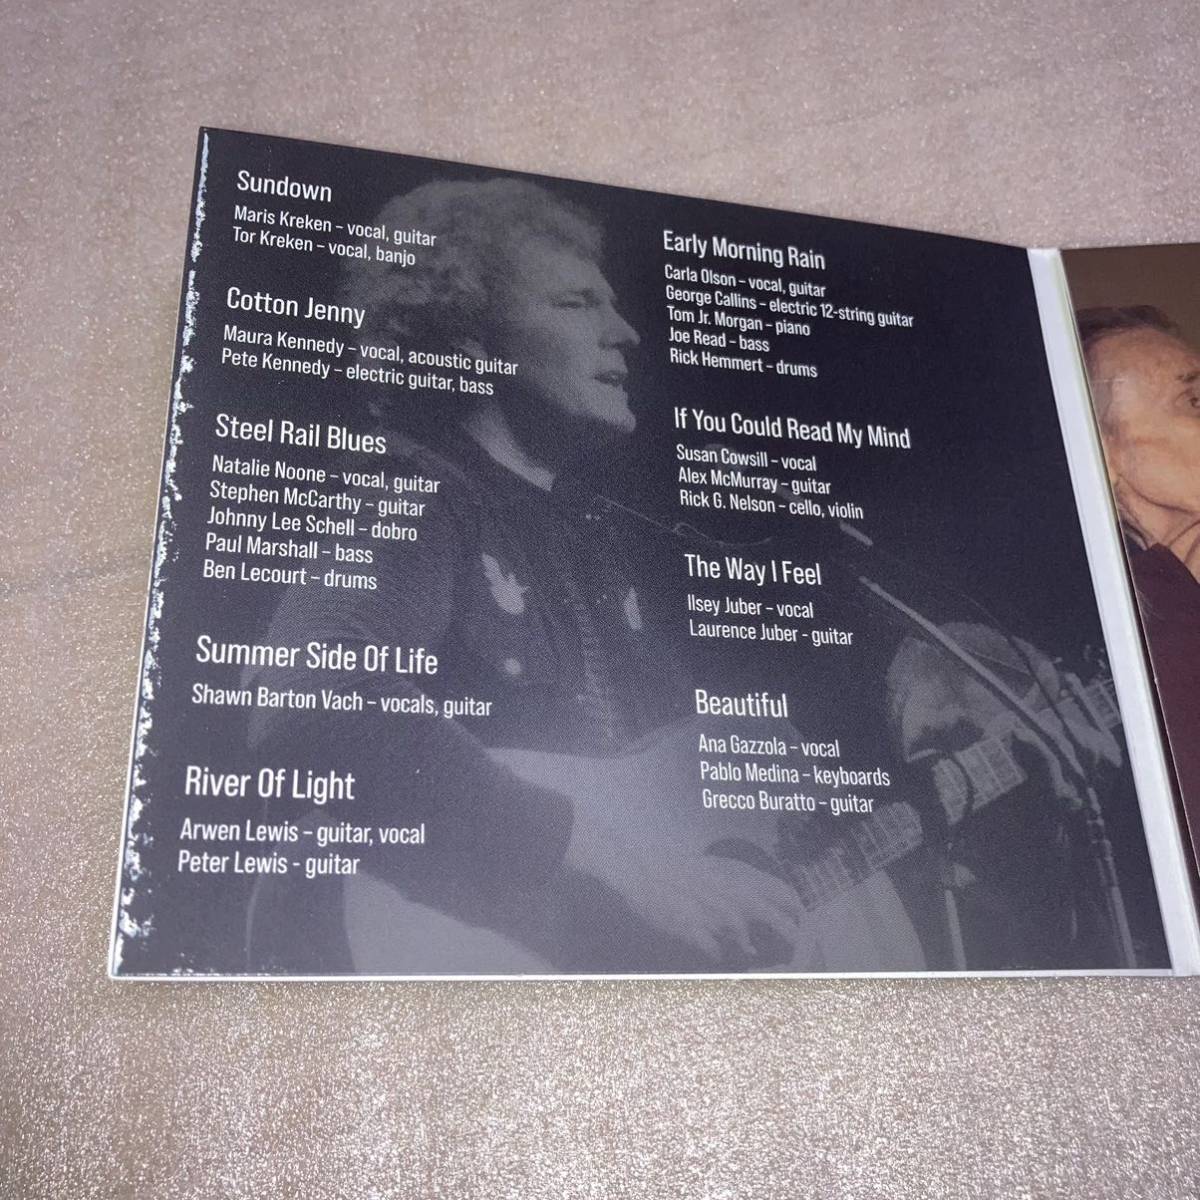 Sundown
Maris Kreken – vocal, guitar
Tor Kreken – vocal, banjo
Cotton Jenny
Maura Kennedy – vocal, acoustic guitar
Pete Kennedy – electric guitar, bass
Steel Rail Blues
Natalie Noone – vocal, guitar
Stephen McCarthy – guitar
Johnny Lee Schell – dobro
Paul Marshall – bass
Ben Lecourt – drums
Summer Side Of Life
Shawn Barton Vach – vocals, guitar
River Of Light
Arwen Lewis – guitar, vocal
Peter Lewis - guitar
Early Morning Rain
Carla Olson – vocal, guitar
George Callins – electric 12-string guitar
Tom Jr. Morgan – piano
Joe Read – bass
Rick Hemmert – drums
If You Could Read My Mind
Susan Cowsill – vocal
Alex McMurray – guitar
Rick G. Nelson – cello, violin
The Way I Feel
Ilsey Juber – vocal
Laurence Juber - guitar
Beautiful
Ana Gazzola – vocal
Pablo Medina – keyboards
Grecco Buratto – guitar